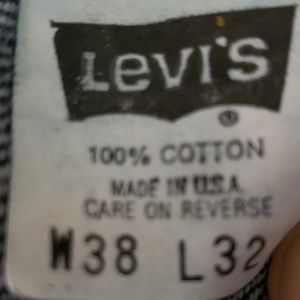 Levi's
®
100% COTTON
MADE IN U.S.A.
CARE ON REVERSE
W38 L32